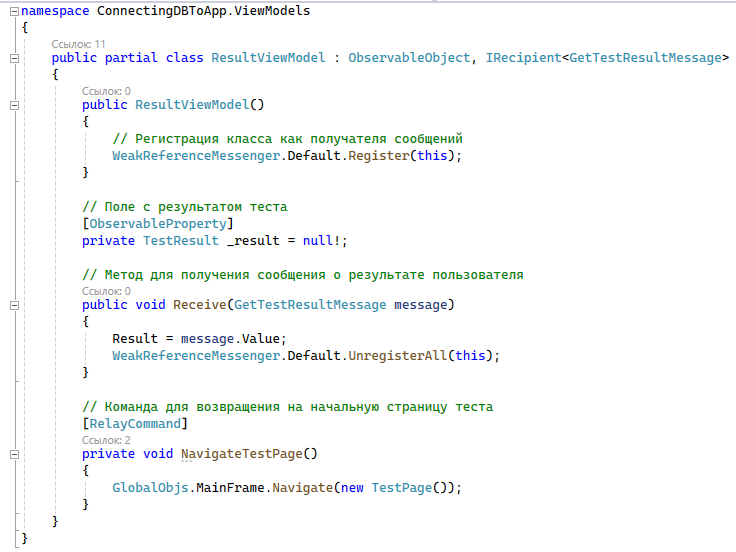 namespace ConnectingDBToApp.ViewModels
{
Ссылок: 11
public partial class ResultViewModel : ObservableObject, IRecipient<GetTestResultMessage>
{
Ссылок: 0
public ResultViewModel()
{
// Регистрация класса как получателя сообщений
WeakReferenceMessenger.Default.Register(this);
}
// Поле с результатом теста
[ObservableProperty]
private TestResult _result = null!;
// Метод для получения сообщения о результате пользователя
Ссылок: 0
public void Receive(GetTestResultMessage message)
{
Result = message.Value;
WeakReferenceMessenger.Default.UnregisterAll(this);
}
// Команда для возвращения на начальную страницу теста
[RelayCommand]
Ссылок: 2
private void NavigateTestPage()
{
GlobalObjs.MainFrame.Navigate(new TestPage());
}
}
}